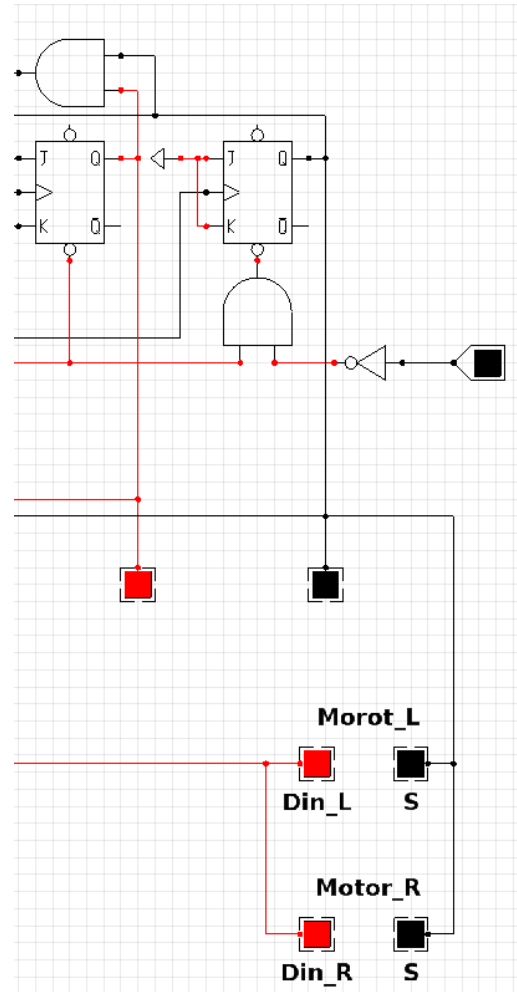 J Q J Q
K Q̅ K Q̅
Morot_L
Din_L S
Motor_R
Din_R S